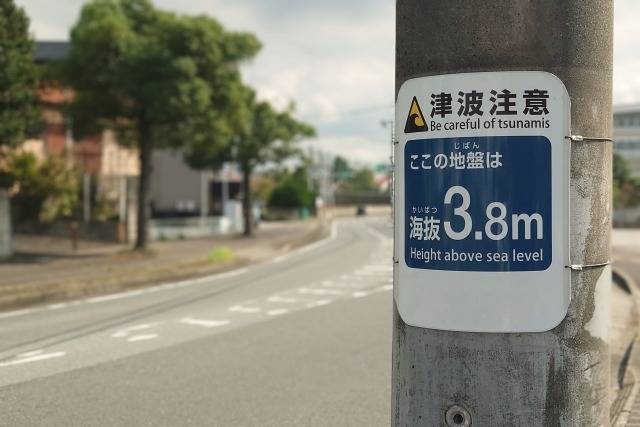 津波注意
Be careful of tsunamis
じばん
ここの地盤は
かいばつ
海抜3.8m
Height above sea level